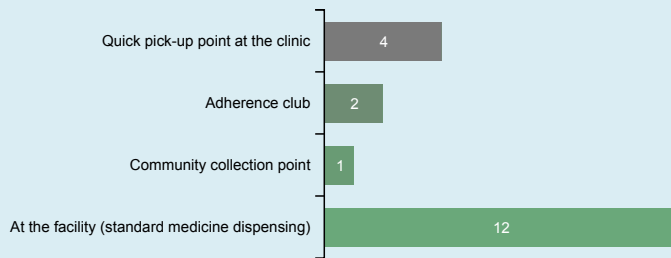 Quick pick-up point at the clinic 4
Adherence club 2
Community collection point 1
At the facility (standard medicine dispensing) 12